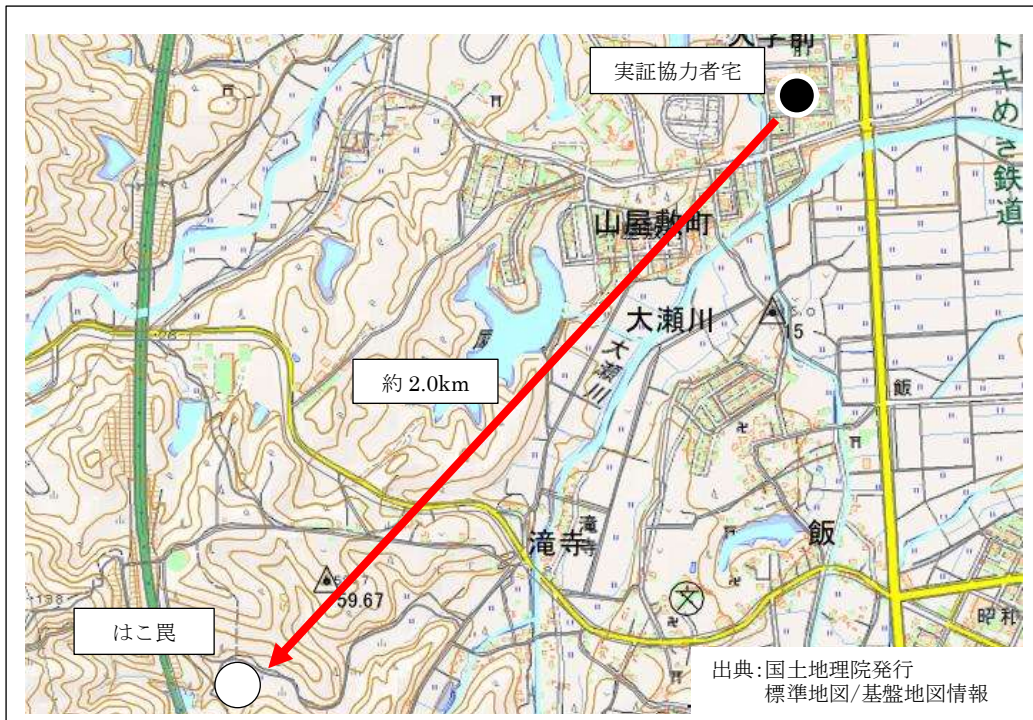 実証協力者宅
トキめき鉄道
山屋敷町
大瀬川
大瀬川
15
約 2.0km
飯
滝寺
滝寺
飯
59.67
はこ罠
昭和
出典:国土地理院発行
標準地図/基盤地図情報